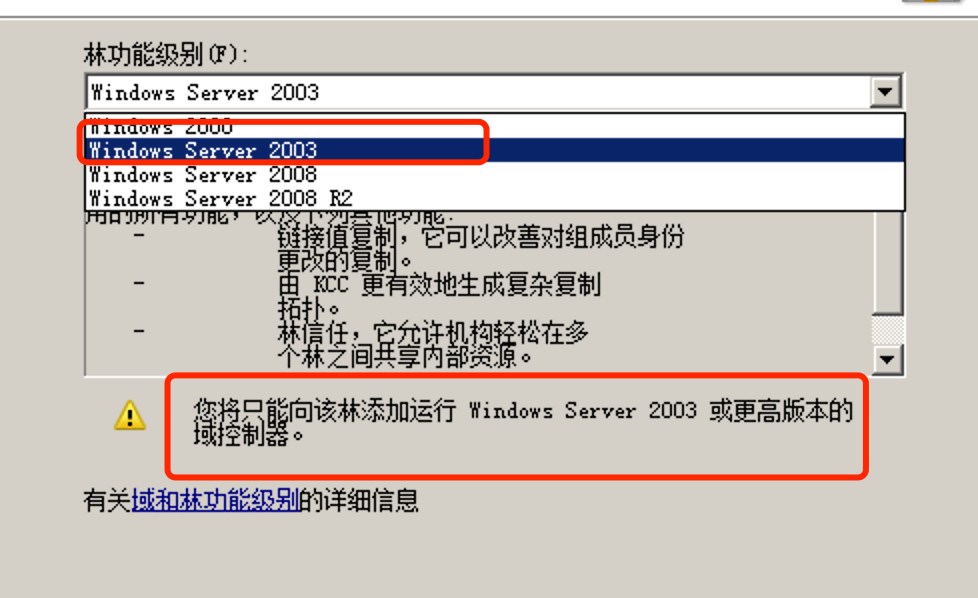 林功能级别(F):
Windows Server 2003
Windows 2000
Windows Server 2003
Windows Server 2008
Windows Server 2008 R2
用的所有功能，以及下列其他功能:
- 链接值复制，它可以改善对组成员身份
更改的复制。
- 由 KCC 更有效地生成复杂复制
拓扑。
- 林信任，它允许机构轻松在多
个林之间共享内部资源。
您将只能向该林添加运行 Windows Server 2003 或更高版本的
域控制器。
有关域和林功能级别的详细信息